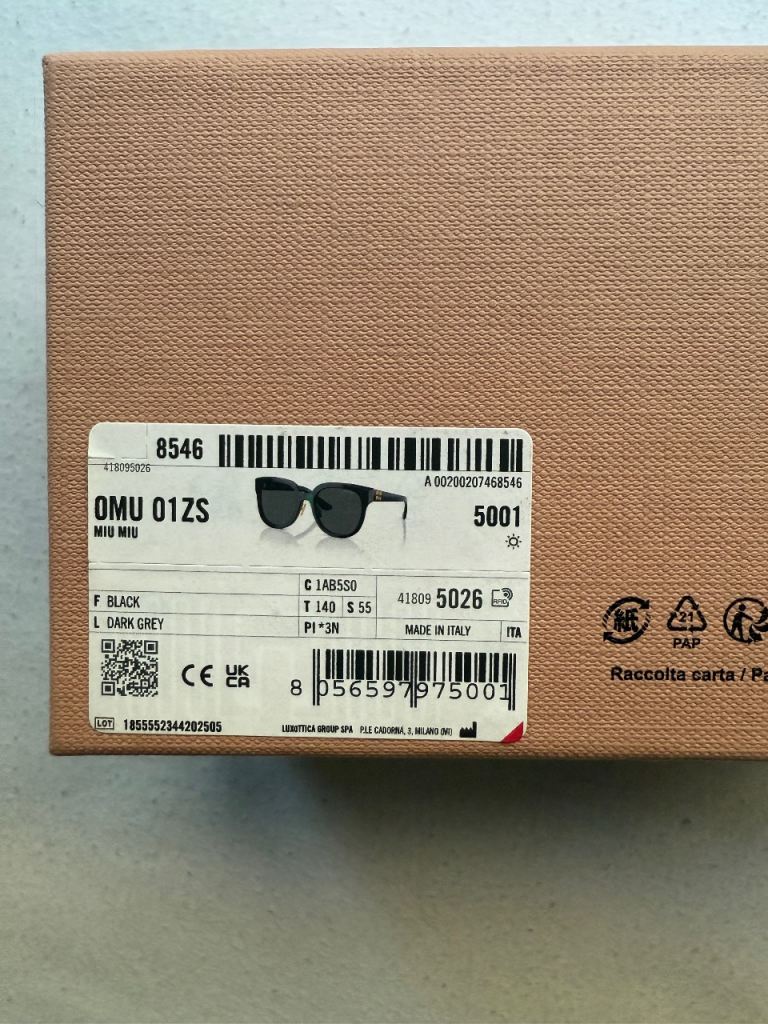 8546
418095026
A 00200207468546
0MU 01ZS
MIU MIU
5001
F BLACK
L DARK GREY
C 1AB5S0
T 140 S 55
PI *3N
41809 5026 RFID
MADE IN ITALY ITA
CE UK CA
8 056597 975001
LOT 1855552344202505
LUXOTTICA GROUP SPA P.LE CADORNA, 3, MILANO (MI)
紙
21
PAP
Raccolta carta / Pa